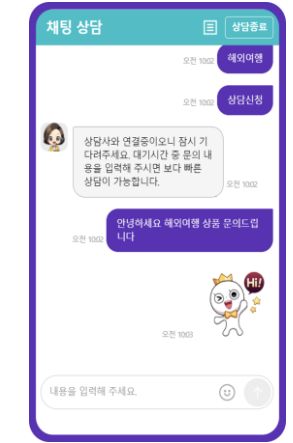 채팅 상담
상담종료
해외여행
오전 10:02
상담신청
오전 10:02
상담사와 연결중이오니 잠시 기
다려주세요. 대기시간 중 문의 내
용을 입력해 주시면 보다 빠른
상담이 가능합니다.
오전 10:02
안녕하세요 해외여행 상품 문의드립
니다
오전 10:02
Hi!
오전 10:03
내용을 입력해 주세요.